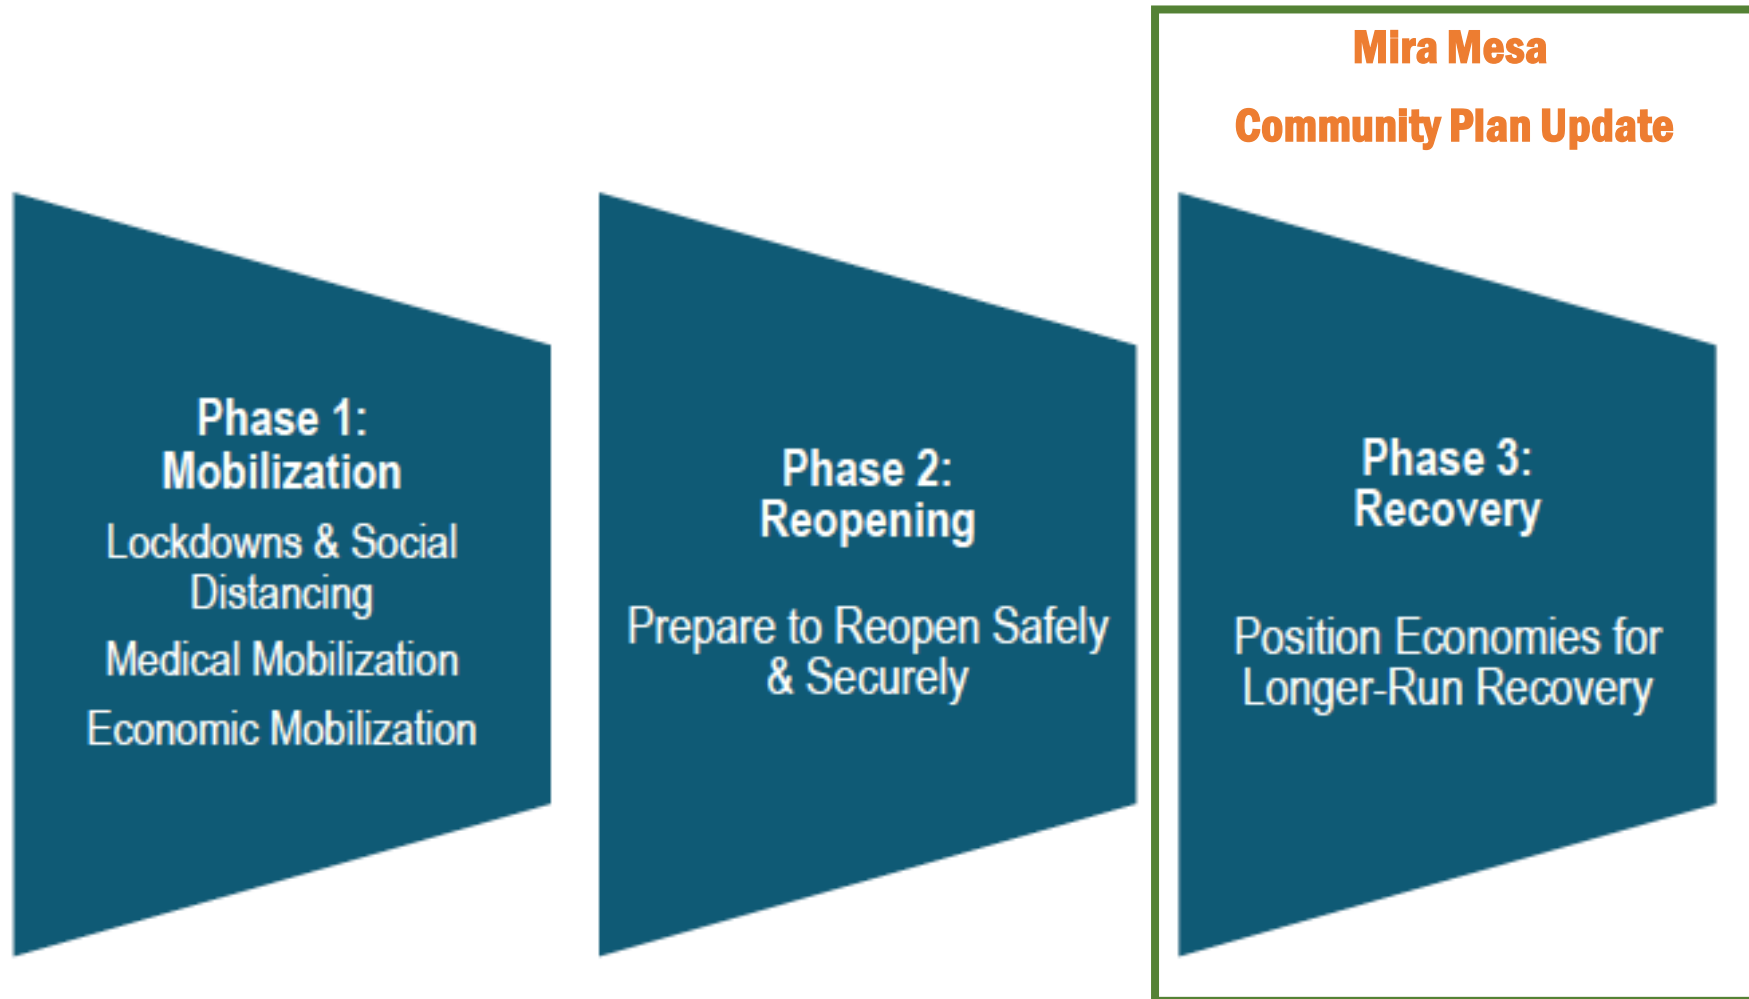 Mira Mesa
Community Plan Update
Phase 1:
Mobilization
Lockdowns & Social
Distancing
Medical Mobilization
Economic Mobilization
Phase 2:
Reopening
Prepare to Reopen Safely
& Securely
Phase 3:
Recovery
Position Economies for
Longer-Run Recovery